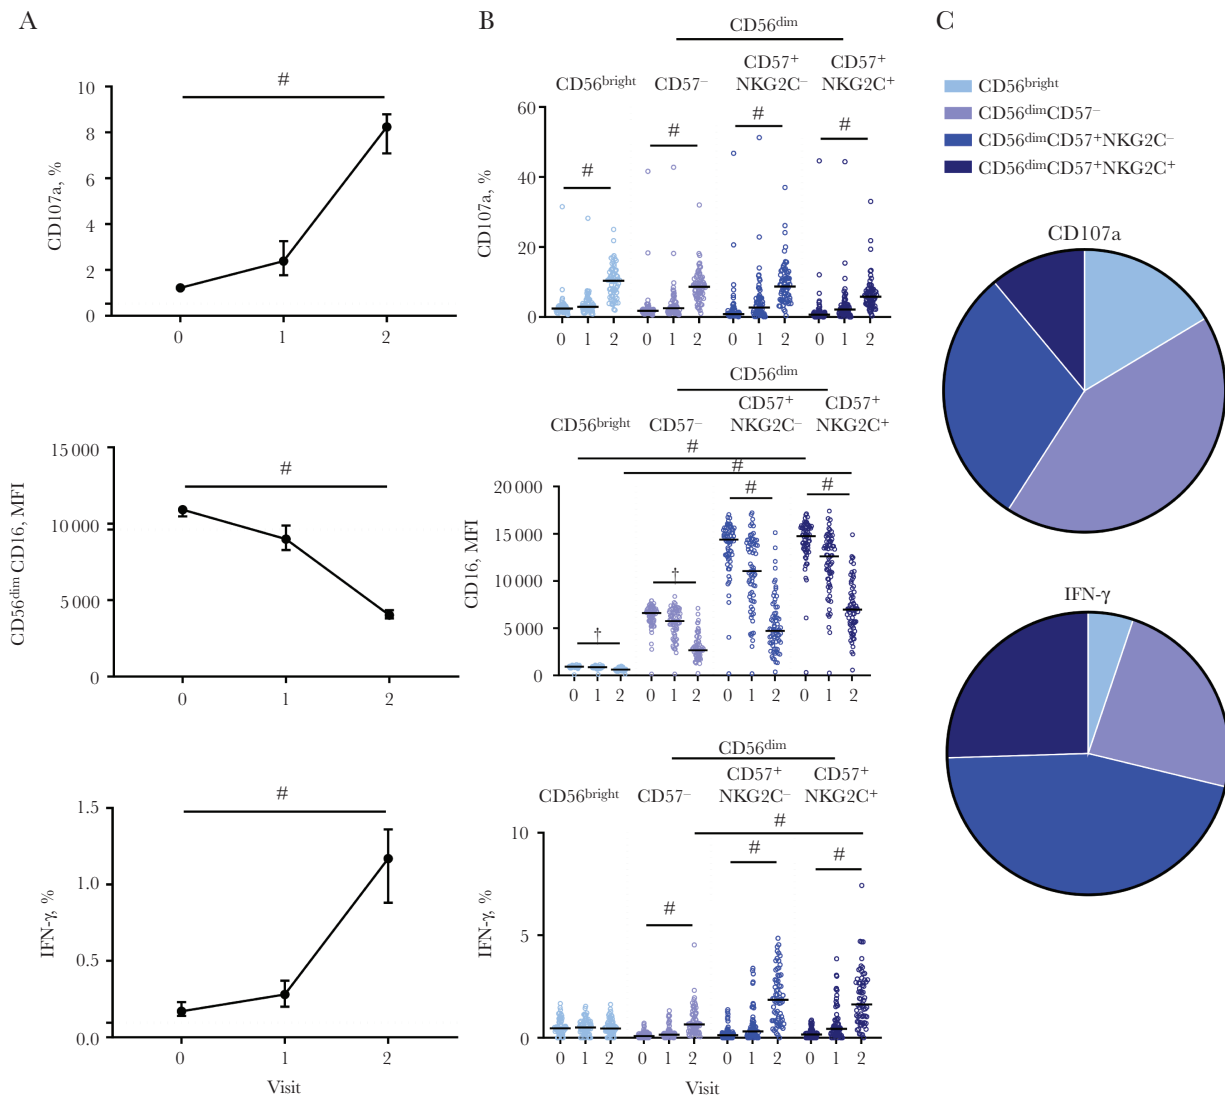 A
#
10
8
6
4
2
0
CD107a, %
0 1 2
#
15 000
10 000
5 000
0
CD56dim CD16, MFI
0 1 2
#
1.5
1.0
0.5
0.0
IFN-γ, %
0 1 2
Visit
B
CD56dim
CD56bright CD57– CD57+ NKG2C– CD57+ NKG2C+
# # # #
60
40
20
0
CD107a, %
0 1 2 0 1 2 0 1 2 0 1 2
CD56dim
CD56bright CD57– CD57+ NKG2C– CD57+ NKG2C+
#
#
# #
† †
20 000
15 000
10 000
5 000
0
CD16, MFI
0 1 2 0 1 2 0 1 2 0 1 2
CD56dim
CD56bright CD57– CD57+ NKG2C– CD57+ NKG2C+
#
# # #
10
5
0
IFN-γ, %
0 1 2 0 1 2 0 1 2 0 1 2
Visit
C
CD56bright
CD56dimCD57–
CD56dimCD57+NKG2C–
CD56dimCD57+NKG2C+
CD107a
IFN-γ